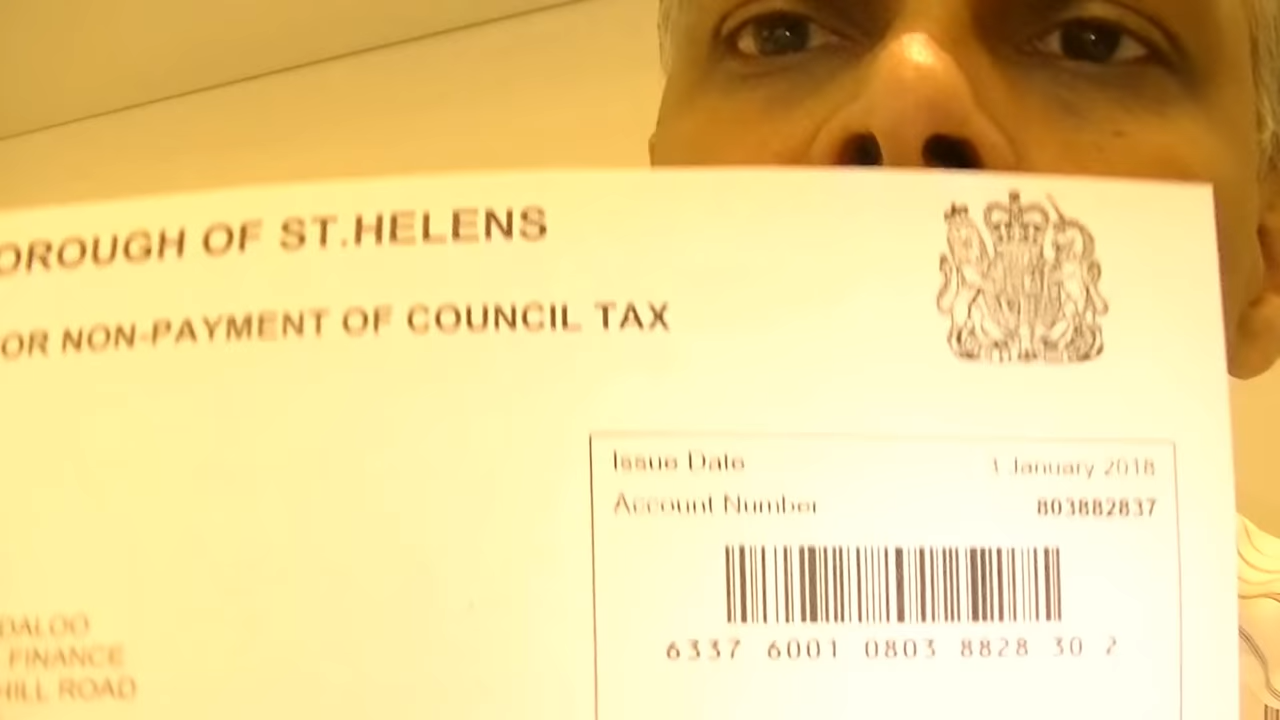 OROUGH OF ST.HELENS
OR NON-PAYMENT OF COUNCIL TAX
Issue Date 1 January 2018
Account Number 803882837
6337 6001 0803 8828 30 2
DALOO
FINANCE
HILL ROAD